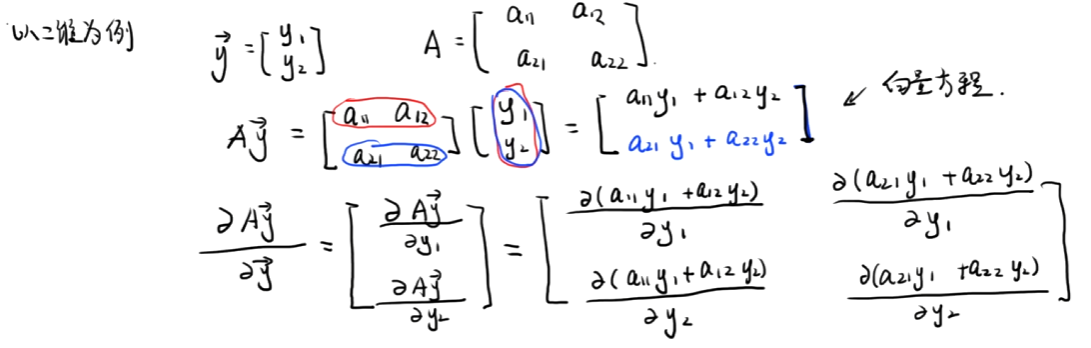 以二维为例 $\vec{y} = \begin{bmatrix} y_1 \\ y_2 \end{bmatrix}$ $A = \begin{bmatrix} a_{11} & a_{12} \\ a_{21} & a_{22} \end{bmatrix}.$
$A\vec{y} = \begin{bmatrix} a_{11} & a_{12} \\ a_{21} & a_{22} \end{bmatrix} \begin{bmatrix} y_1 \\ y_2 \end{bmatrix} = \begin{bmatrix} a_{11}y_1 + a_{12}y_2 \\ a_{21}y_1 + a_{22}y_2 \end{bmatrix}$ ↙ 向量方程.
$\frac{\partial A\vec{y}}{\partial \vec{y}} = \begin{bmatrix} \frac{\partial A\vec{y}}{\partial y_1} \\ \frac{\partial A\vec{y}}{\partial y_2} \end{bmatrix} = \begin{bmatrix} \frac{\partial (a_{11}y_1 + a_{12}y_2)}{\partial y_1} & \frac{\partial (a_{21}y_1 + a_{22}y_2)}{\partial y_1} \\ \frac{\partial (a_{11}y_1 + a_{12}y_2)}{\partial y_2} & \frac{\partial (a_{21}y_1 + a_{22}y_2)}{\partial y_2} \end{bmatrix}$